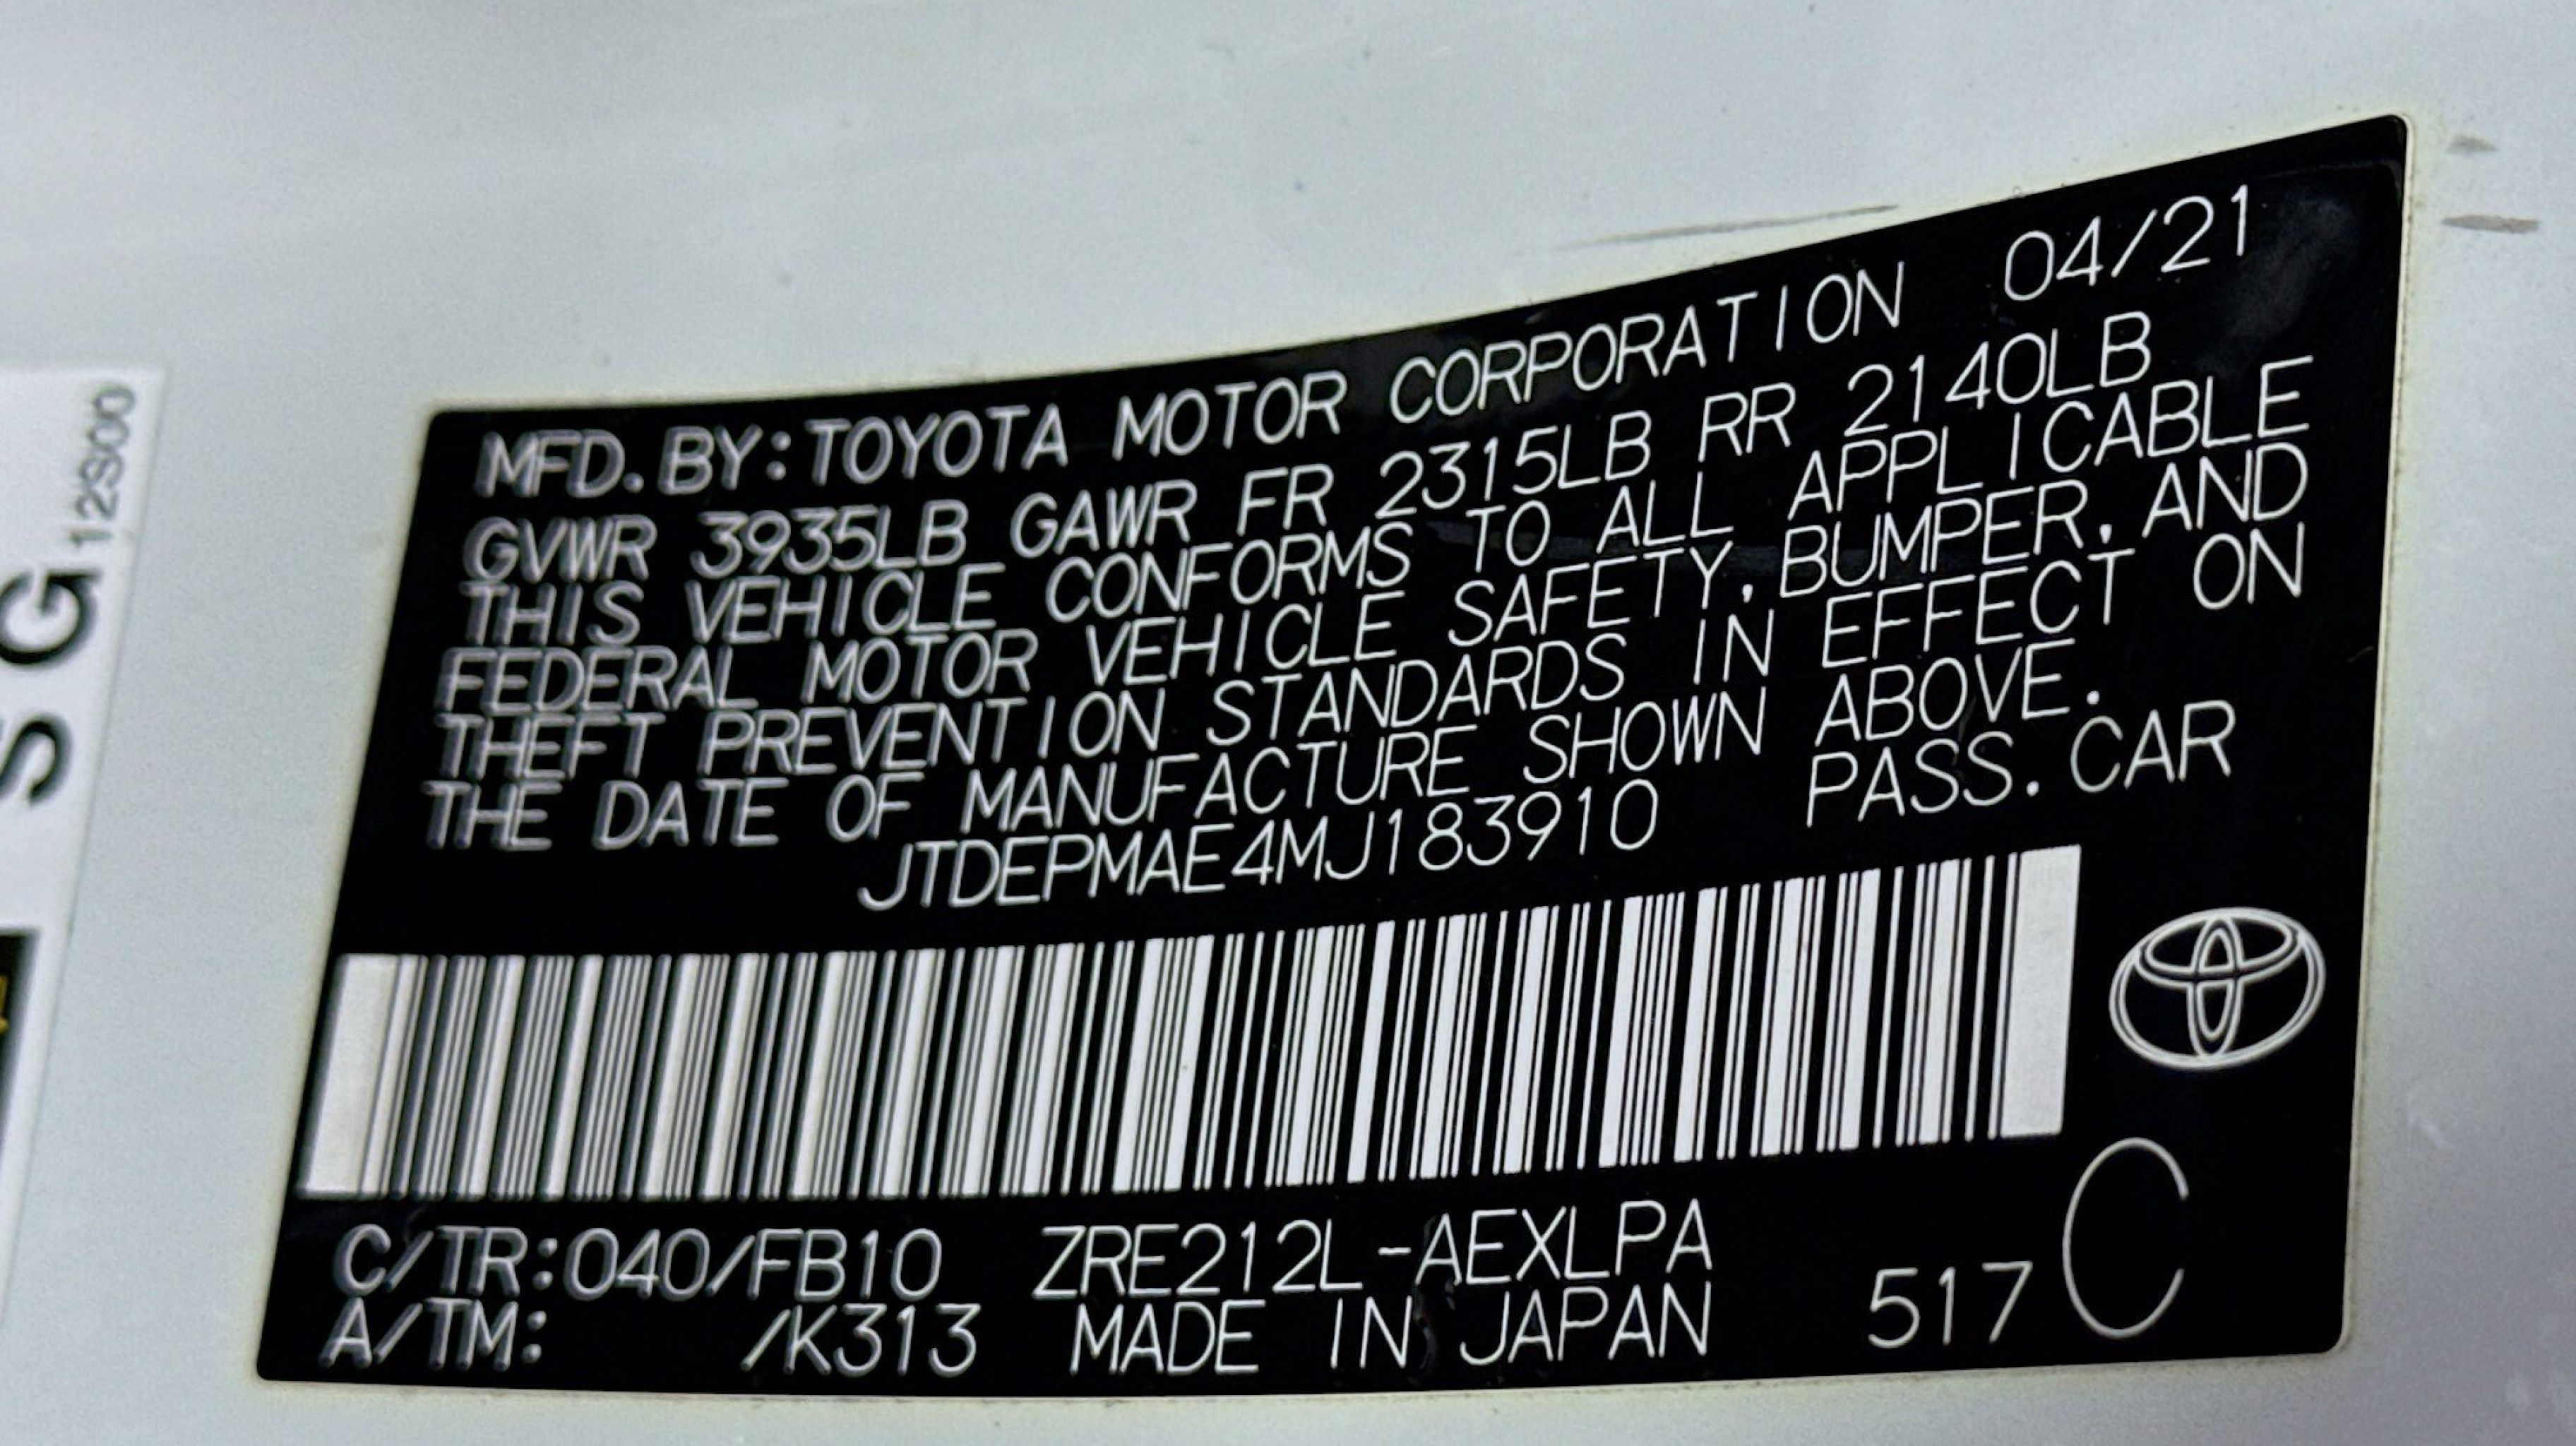 MFD.BY:TOYOTA MOTOR CORPORATION 04/21
GVWR 3935LB GAWR FR 2315LB RR 2140LB
THIS VEHICLE CONFORMS TO ALL APPLICABLE
FEDERAL MOTOR VEHICLE SAFETY, BUMPER, AND
THEFT PREVENTION STANDARDS IN EFFECT ON
THE DATE OF MANUFACTURE SHOWN ABOVE.
JTDEPMAE4MJ183910 PASS.CAR
C/TR:040/FB10 ZRE212L-AEXLPA
A/TM: /K313 MADE IN JAPAN 517 C
S G 12S00